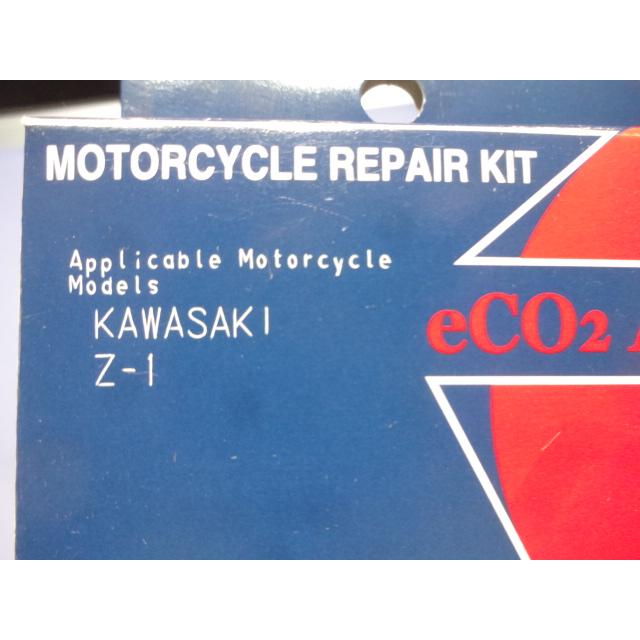 MOTORCYCLE REPAIR KIT
Applicable Motorcycle
Models
KAWASAKI
Z-1
eCO2